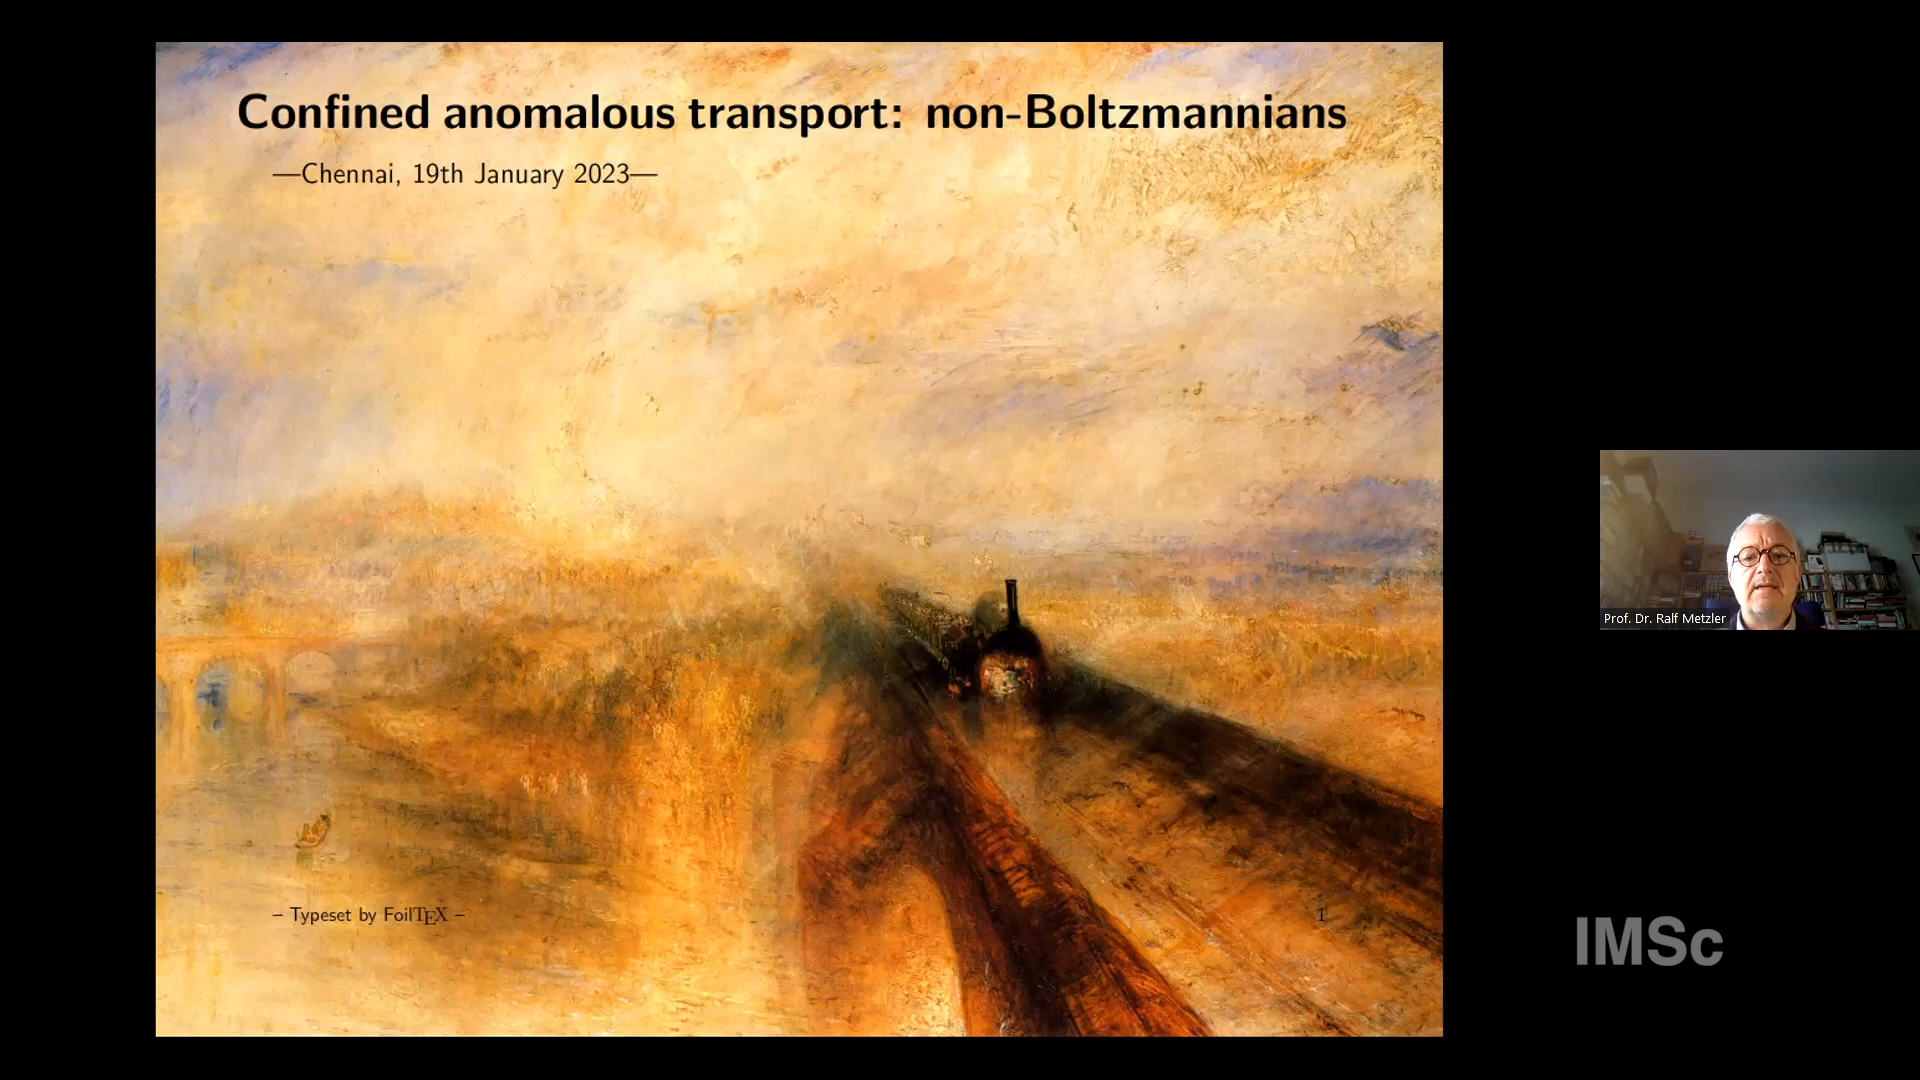 Confined anomalous transport: non-Boltzmannians
—Chennai, 19th January 2023—
– Typeset by FoilTEX –
1
Prof. Dr. Ralf Metzler
IMSc